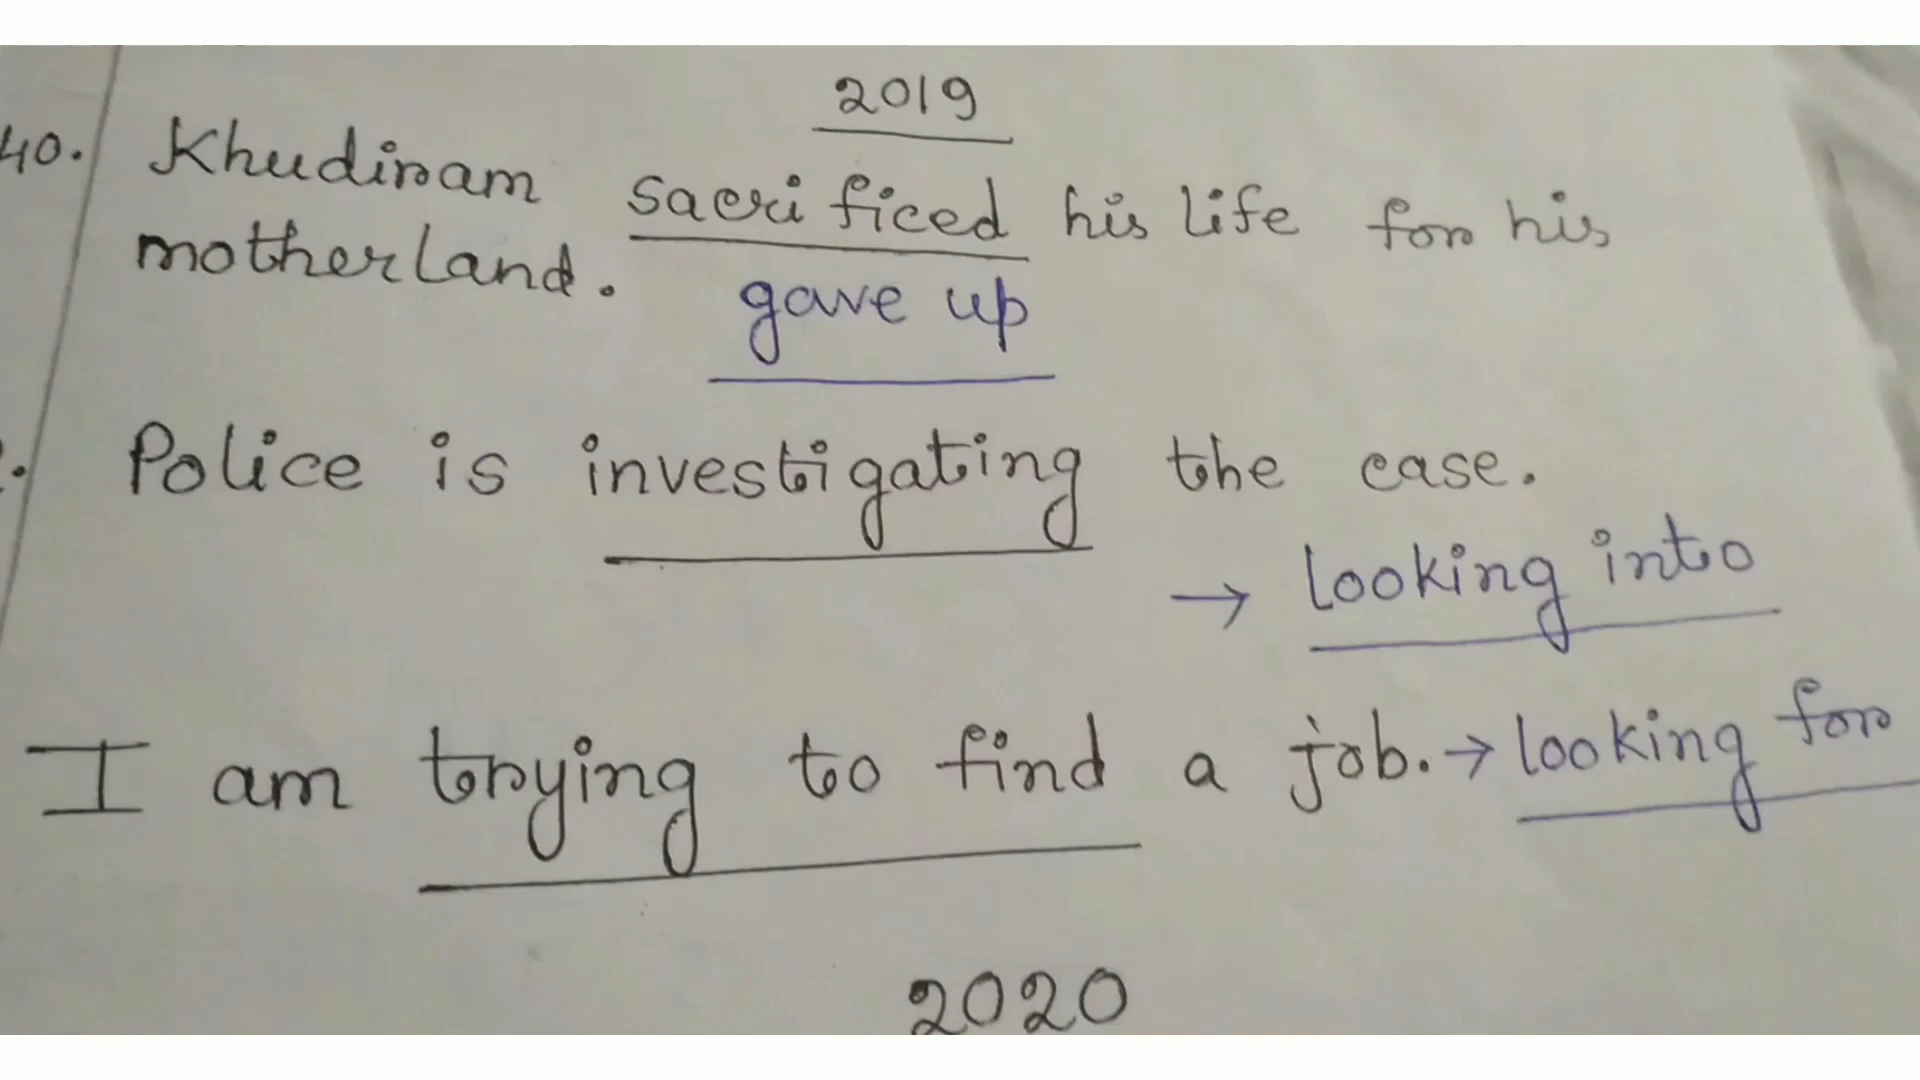 2019
40. Khudiram sacrificed his life for his
motherland.
gave up
Police is investigating the case.
→ looking into
I am trying to find a job. → looking for
2020